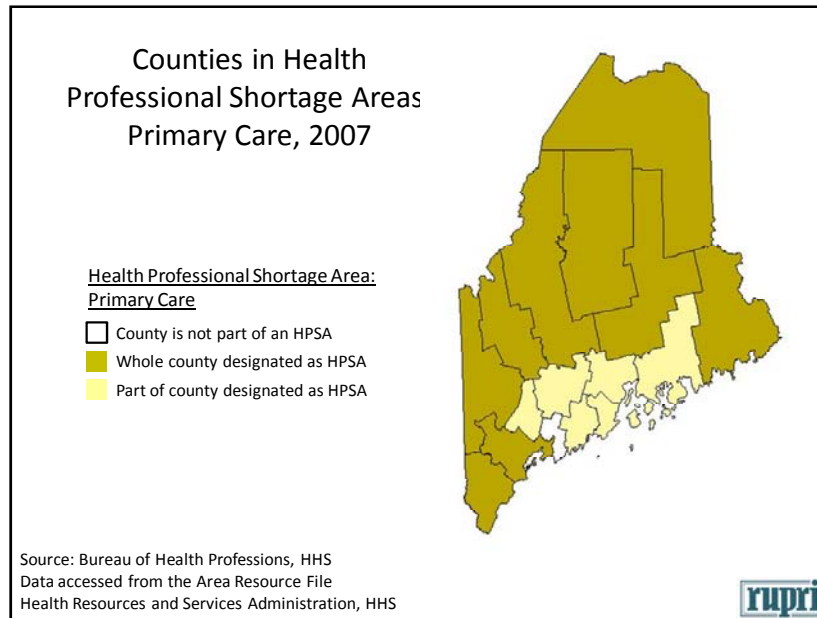 Counties in Health
Professional Shortage Areas
Primary Care, 2007
Health Professional Shortage Area:
Primary Care
County is not part of an HPSA
Whole county designated as HPSA
Part of county designated as HPSA
Source: Bureau of Health Professions, HHS
Data accessed from the Area Resource File
Health Resources and Services Administration, HHS
rupri